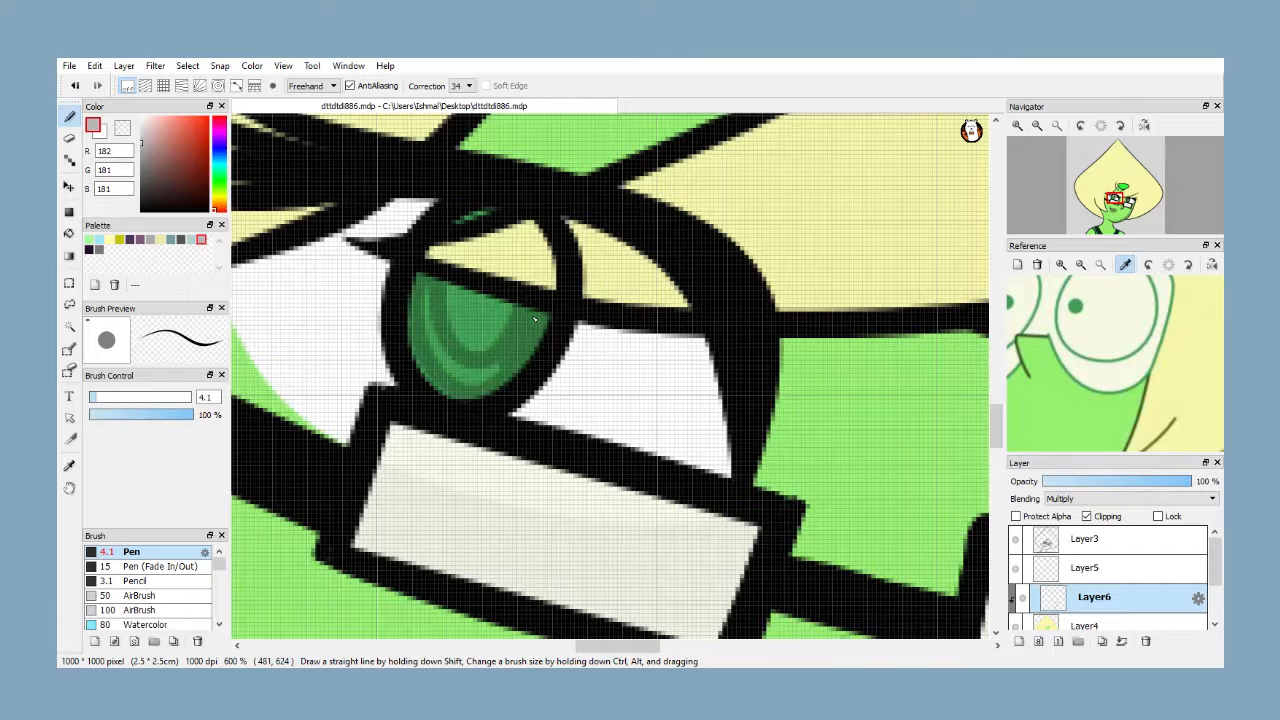 File Edit Layer Filter Select Snap Color View Tool Window Help
off Freehand AntiAliasing Correction 34 Soft Edge
Color
R 182
G 181
B 181
Palette
---
Brush Preview
Brush Control
4.1
100 %
Brush
4.1 Pen
15 Pen (Fade In/Out)
3.1 Pencil
50 AirBrush
100 AirBrush
80 Watercolor
dttdtdl886.mdp - C:\Users\Ishmal\Desktop\dttdtdl886.mdp
Navigator
Reference
Layer
Opacity 100 %
Blending Multiply
Protect Alpha Clipping Lock
Layer3
Layer5
Layer6
Layer4
1000 * 1000 pixel (2.5 * 2.5cm) 1000 dpi 600 % ( 481, 624 ) Draw a straight line by holding down Shift, Change a brush size by holding down Ctrl, Alt, and dragging